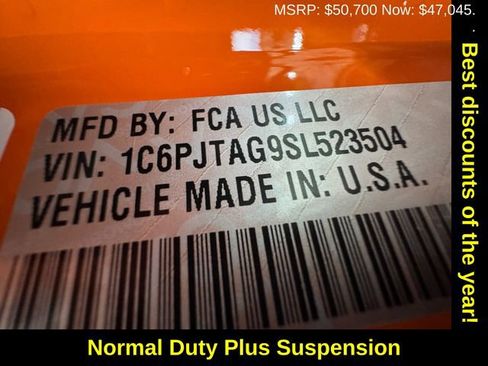 MSRP: $50,700 Now: $47,045.
.
Best discounts of the year!
MFD BY: FCA US LLC
VIN: 1C6PJTAG9SL523504
VEHICLE MADE IN: U.S.A.
Normal Duty Plus Suspension